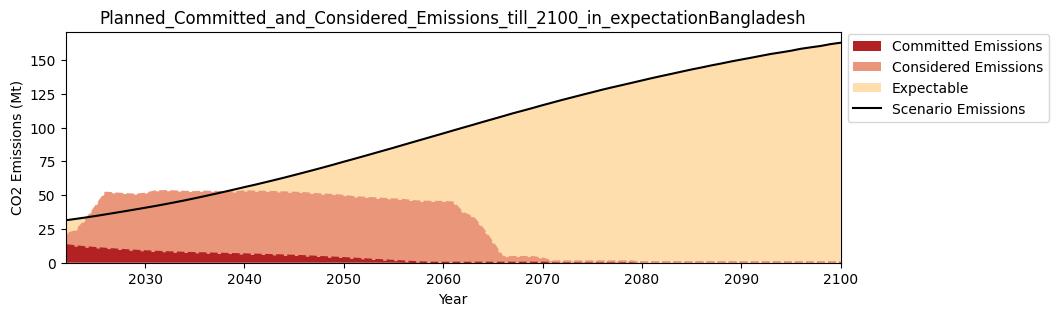 Planned_Committed_and_Considered_Emissions_till_2100_in_expectationBangladesh
CO2 Emissions (Mt)
150
125
100
75
50
25
0
2030
2040
2050
2060
2070
2080
2090
2100
Year
Committed Emissions
Considered Emissions
Expectable
Scenario Emissions